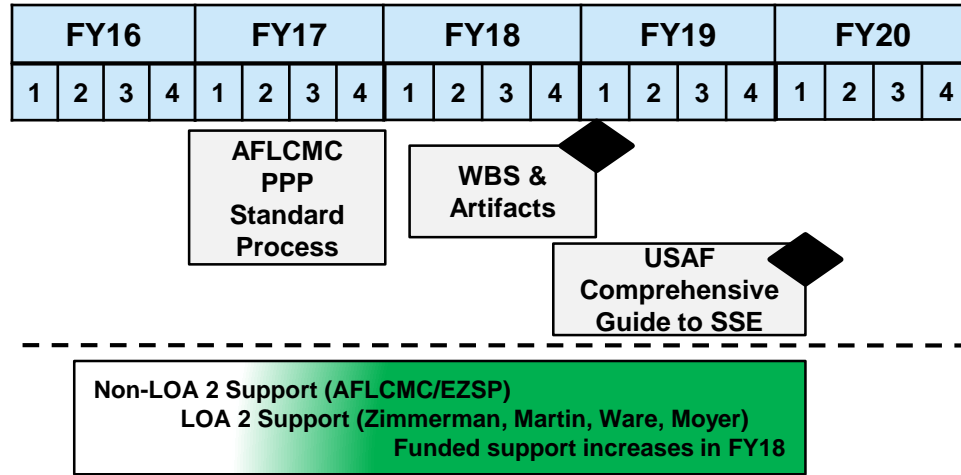 FY16 FY17 FY18 FY19 FY20
1 2 3 4 1 2 3 4 1 2 3 4 1 2 3 4 1 2 3 4
AFLCMC
PPP
Standard
Process
WBS &
Artifacts
USAF
Comprehensive
Guide to SSE
Non-LOA 2 Support (AFLCMC/EZSP)
LOA 2 Support (Zimmerman, Martin, Ware, Moyer)
Funded support increases in FY18